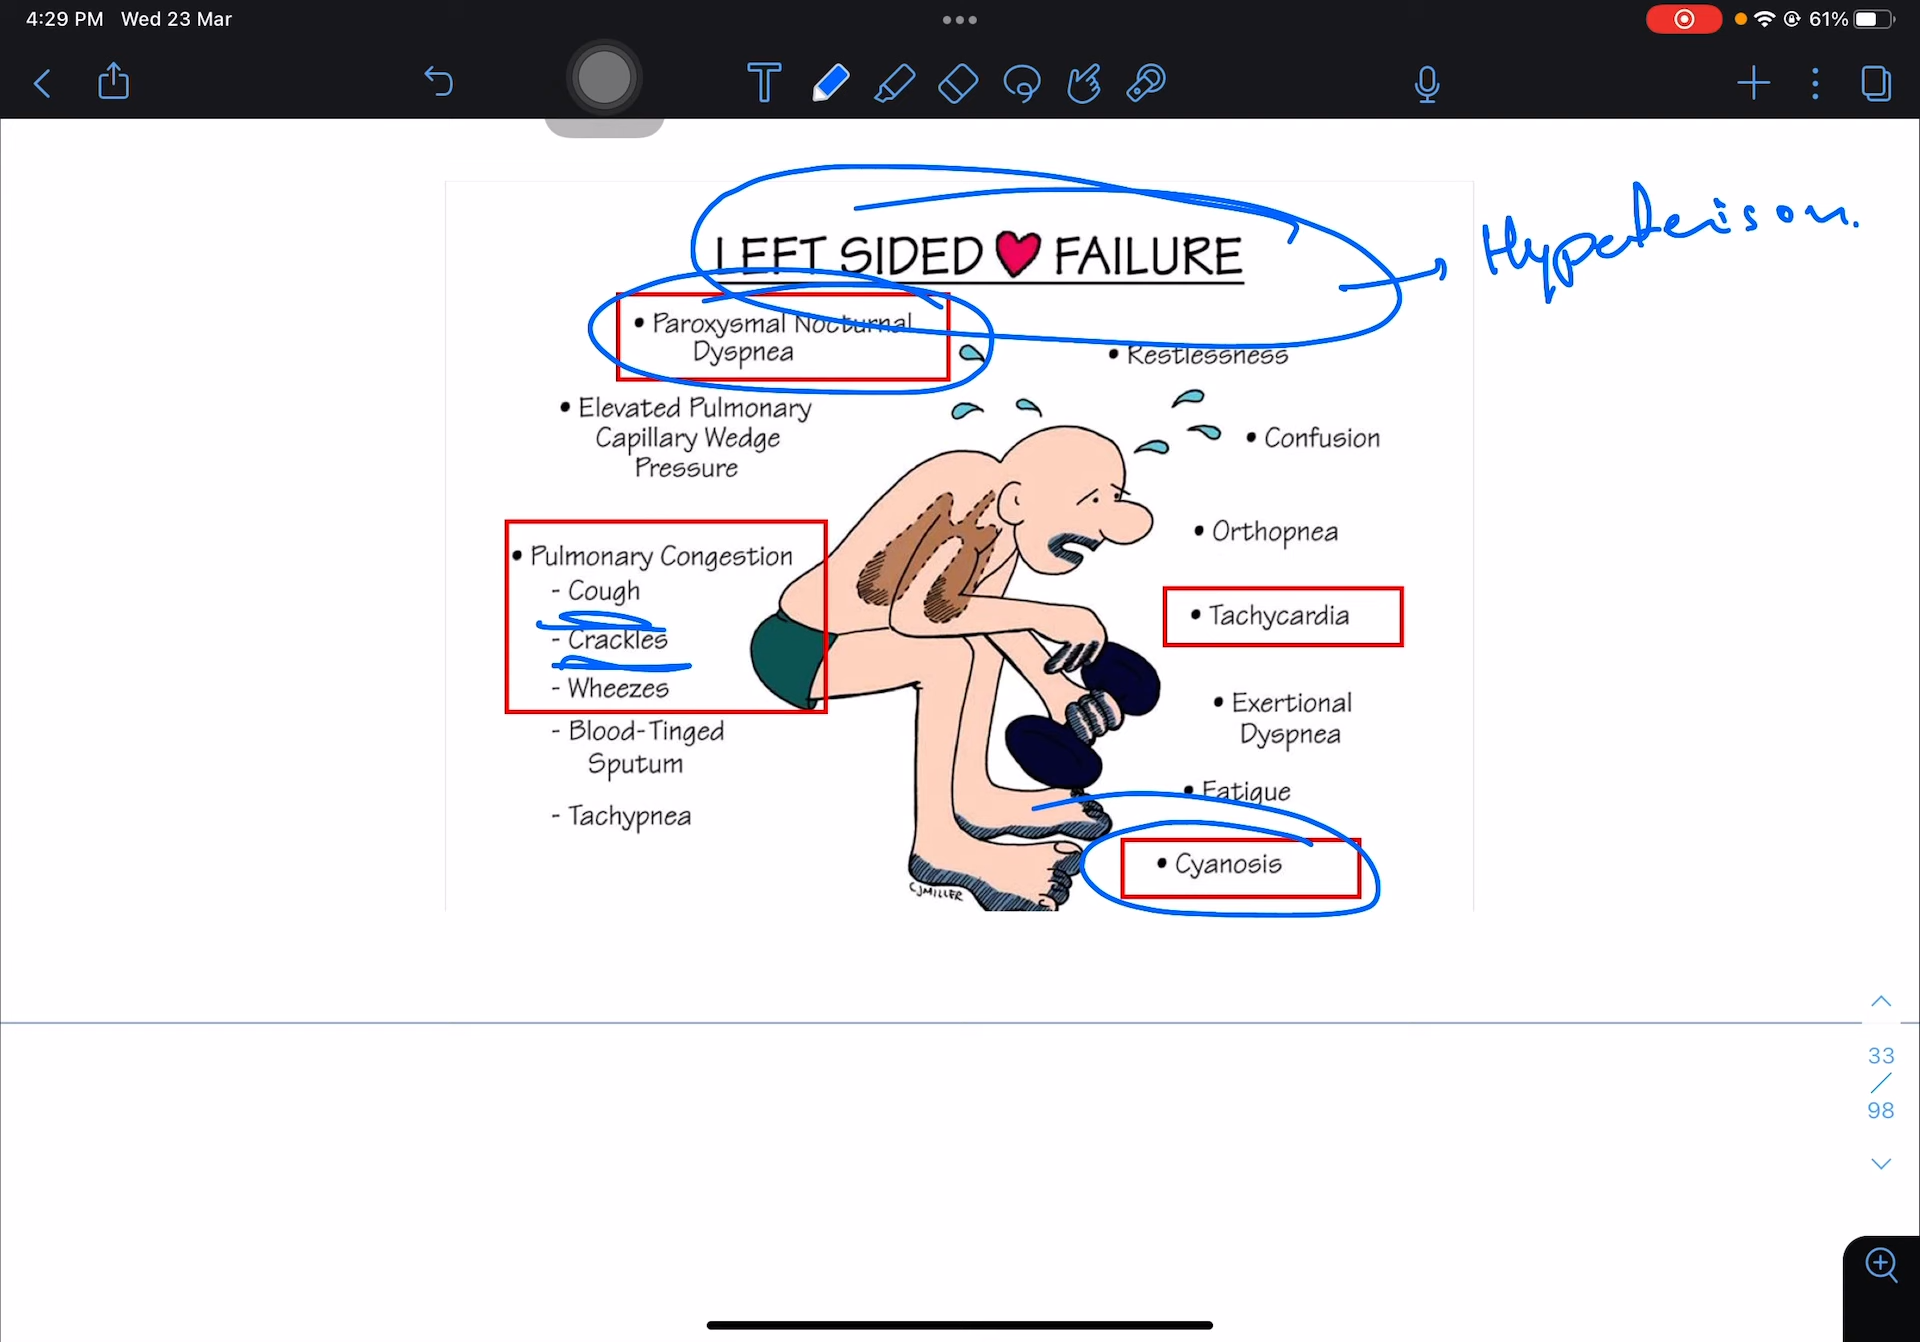 4:29 PM Wed 23 Mar
61%
LEFT SIDED FAILURE
Hypertension.
• Paroxysmal Nocturnal
Dyspnea
• Restlessness
• Elevated Pulmonary
Capillary Wedge
Pressure
• Confusion
• Orthopnea
• Pulmonary Congestion
- Cough
- Crackles
- Wheezes
- Blood-Tinged
Sputum
- Tachypnea
• Tachycardia
• Exertional
Dyspnea
• Fatigue
• Cyanosis
CJMILLER
33
/
98